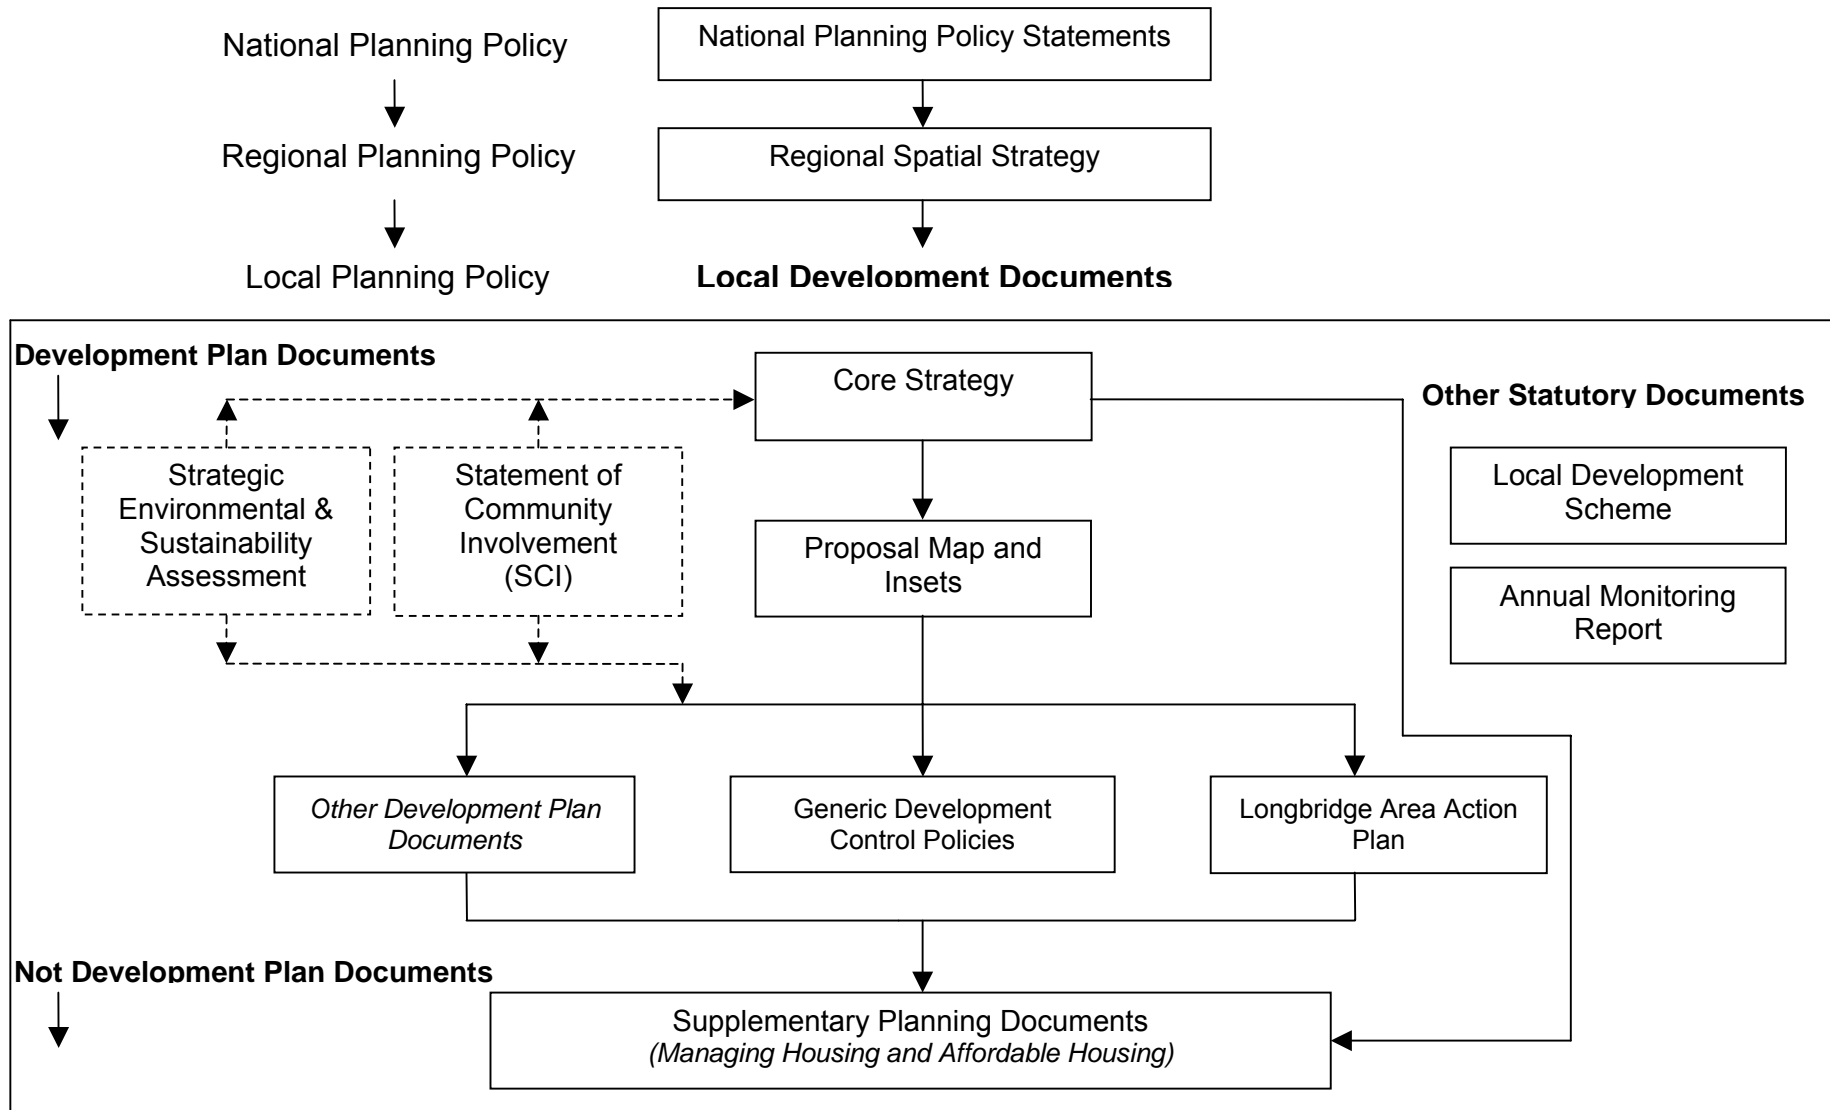 National Planning Policy
National Planning Policy Statements
Regional Planning Policy
Regional Spatial Strategy
Local Planning Policy
Local Development Documents
Development Plan Documents
Core Strategy
Other Statutory Documents
Strategic
Environmental &
Sustainability
Assessment
Statement of
Community
Involvement
(SCI)
Local Development
Scheme
Proposal Map and
Insets
Annual Monitoring
Report
Other Development Plan
Documents
Generic Development
Control Policies
Longbridge Area Action
Plan
Not Development Plan Documents
Supplementary Planning Documents
(Managing Housing and Affordable Housing)